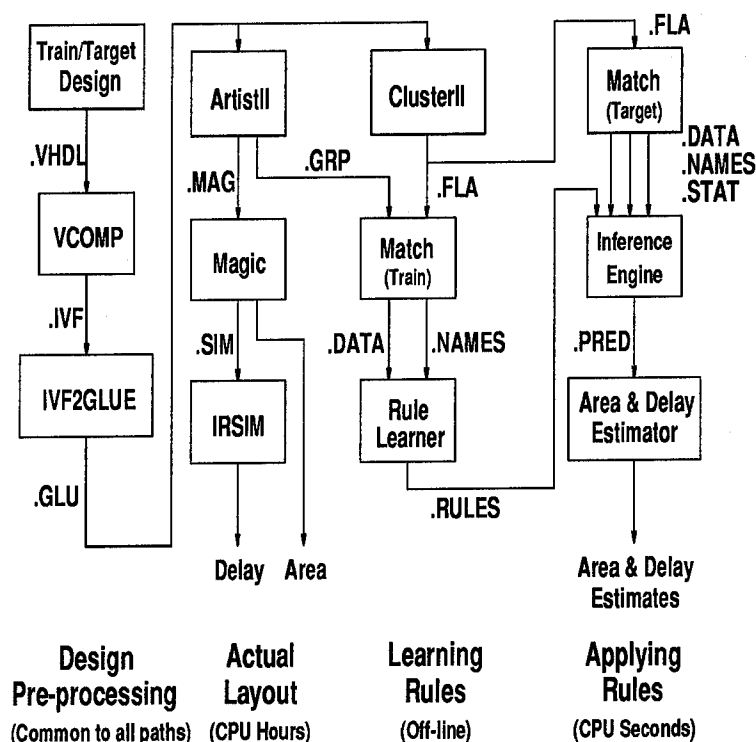 Train/Target
Design
.VHDL
VCOMP
.IVF
IVF2GLUE
.GLU
ArtistII
.MAG
.GRP
Magic
.SIM
IRSIM
Delay
Area
ClusterII
.FLA
Match
(Train)
.DATA
.NAMES
Rule
Learner
.RULES
.FLA
Match
(Target)
.DATA
.NAMES
.STAT
Inference
Engine
.PRED
Area & Delay
Estimator
Area & Delay
Estimates
Design
Pre-processing
(Common to all paths)
Actual
Layout
(CPU Hours)
Learning
Rules
(Off-line)
Applying
Rules
(CPU Seconds)